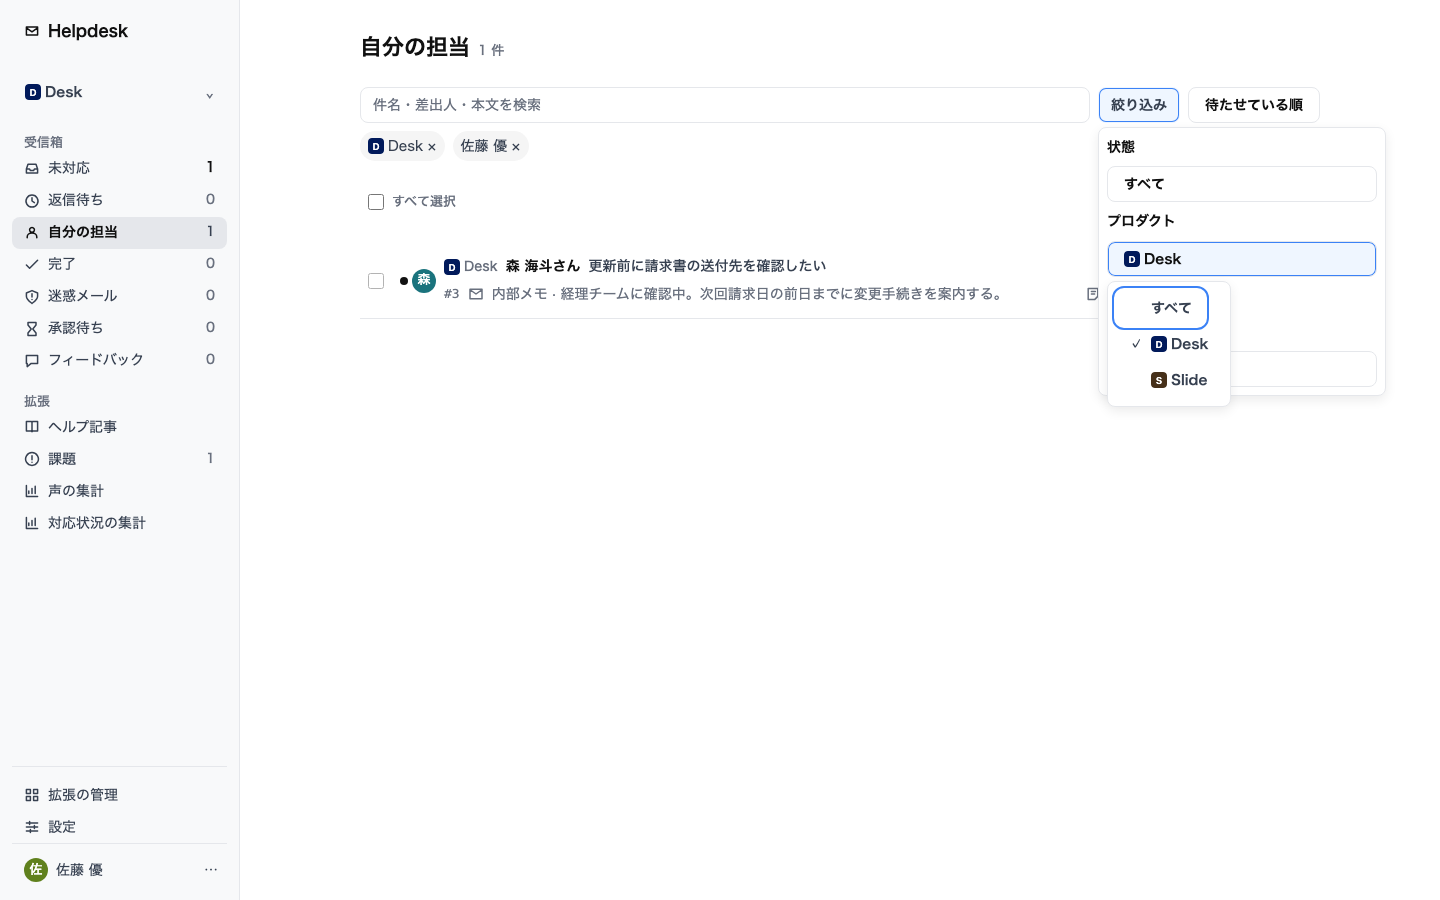 Helpdesk
D Desk
受信箱
未対応 1
返信待ち 0
自分の担当 1
完了 0
迷惑メール 0
承認待ち 0
フィードバック 0
拡張
ヘルプ記事
課題 1
声の集計
対応状況の集計
拡張の管理
設定
佐 佐藤 優 …
自分の担当 1 件
件名・差出人・本文を検索
絞り込み
待たせている順
D Desk ×
佐藤 優 ×
すべて選択
森 D Desk 森 海斗さん 更新前に請求書の送付先を確認したい
#3 内部メモ · 経理チームに確認中。次回請求日の前日までに変更手続きを案内する。
状態
すべて
プロダクト
D Desk
すべて
✓ D Desk
S Slide